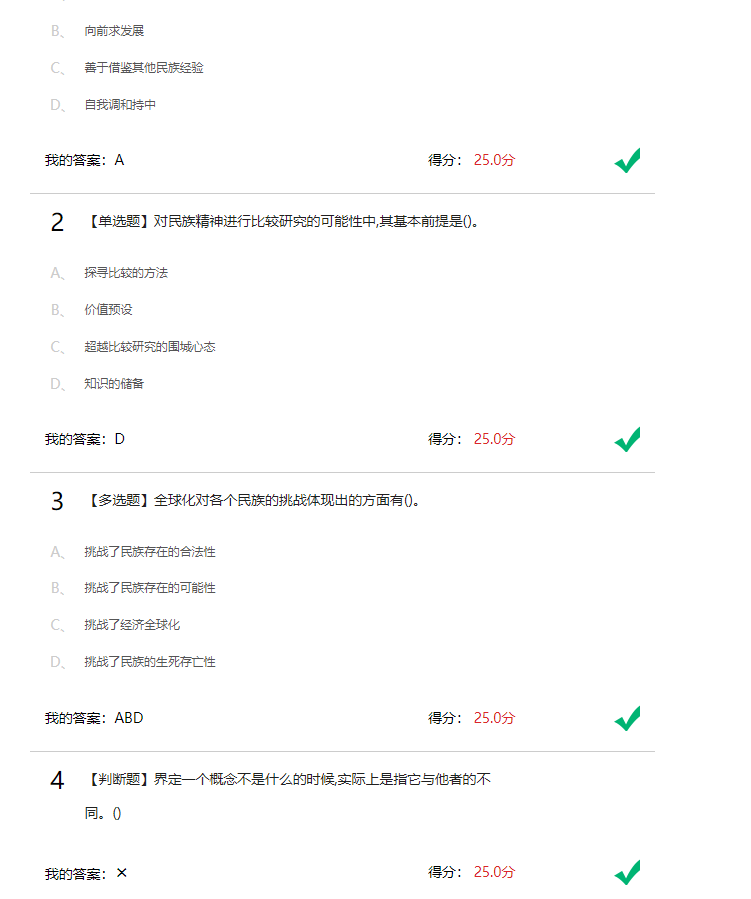 B、 向前求发展
C、 善于借鉴其他民族经验
D、 自我调和持中
我的答案：A 得分： 25.0分
2 【单选题】对民族精神进行比较研究的可能性中,其基本前提是()。
A、 探寻比较的方法
B、 价值预设
C、 超越比较研究的围城心态
D、 知识的储备
我的答案：D 得分： 25.0分
3 【多选题】全球化对各个民族的挑战体现出的方面有()。
A、 挑战了民族存在的合法性
B、 挑战了民族存在的可能性
C、 挑战了经济全球化
D、 挑战了民族的生死存亡性
我的答案：ABD 得分： 25.0分
4 【判断题】界定一个概念不是什么的时候,实际上是指它与他者的不
同。()
我的答案：× 得分： 25.0分